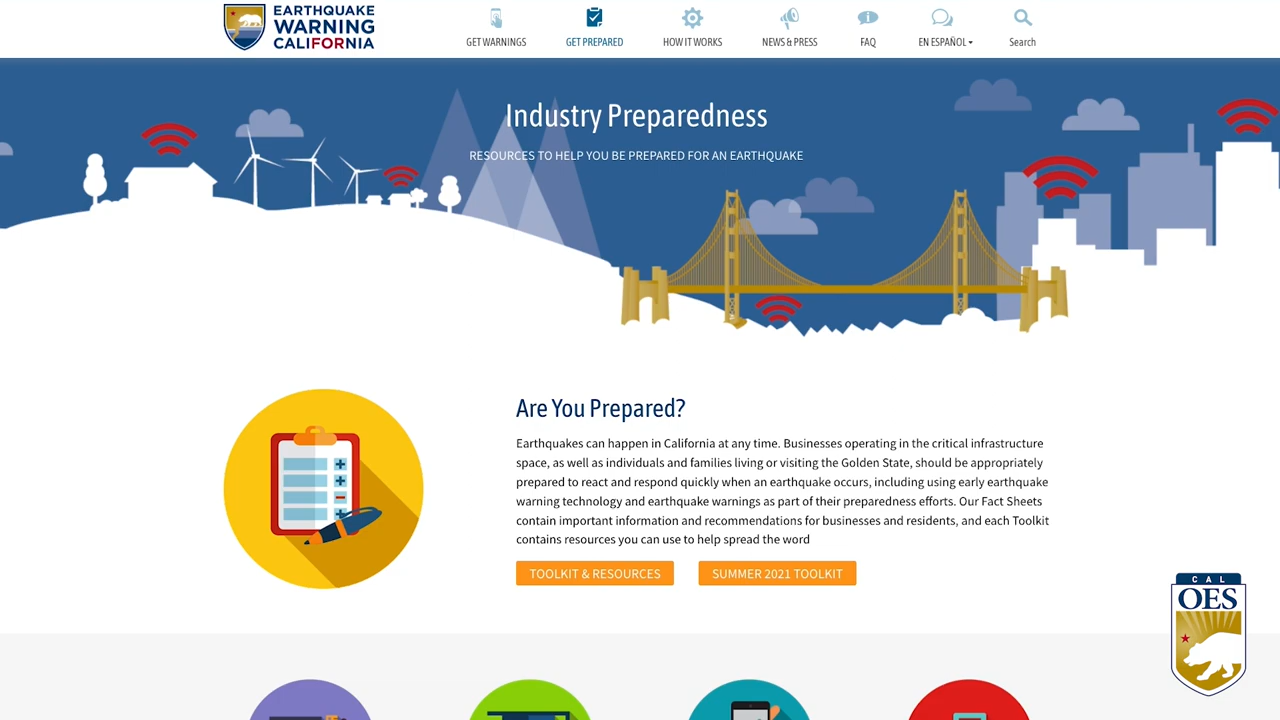 EARTHQUAKE
WARNING
CALIFORNIA
GET WARNINGS
GET PREPARED
HOW IT WORKS
NEWS & PRESS
FAQ
EN ESPAÑOL
Search
Industry Preparedness
RESOURCES TO HELP YOU BE PREPARED FOR AN EARTHQUAKE
Are You Prepared?
Earthquakes can happen in California at any time. Businesses operating in the critical infrastructure
space, as well as individuals and families living or visiting the Golden State, should be appropriately
prepared to react and respond quickly when an earthquake occurs, including using early earthquake
warning technology and earthquake warnings as part of their preparedness efforts. Our Fact Sheets
contain important information and recommendations for businesses and residents, and each Toolkit
contains resources you can use to help spread the word
TOOLKIT & RESOURCES
SUMMER 2021 TOOLKIT
CAL
OES